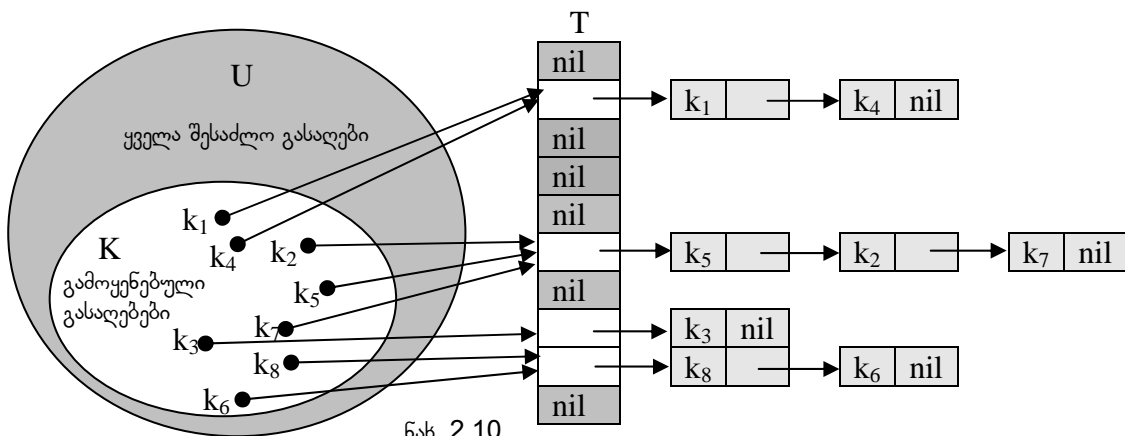 T
U
nil
ყველა შესაძლო გასაღები
k₁
k₄ nil
nil
nil
k₁
nil
K
k₄
k₂
k₅
k₂
k₇ nil
გამოყენებული
გასაღებები
k₅
nil
k₇
k₃
k₃ nil
k₈
k₈
k₆ nil
k₆
nil
ნახ. 2.10